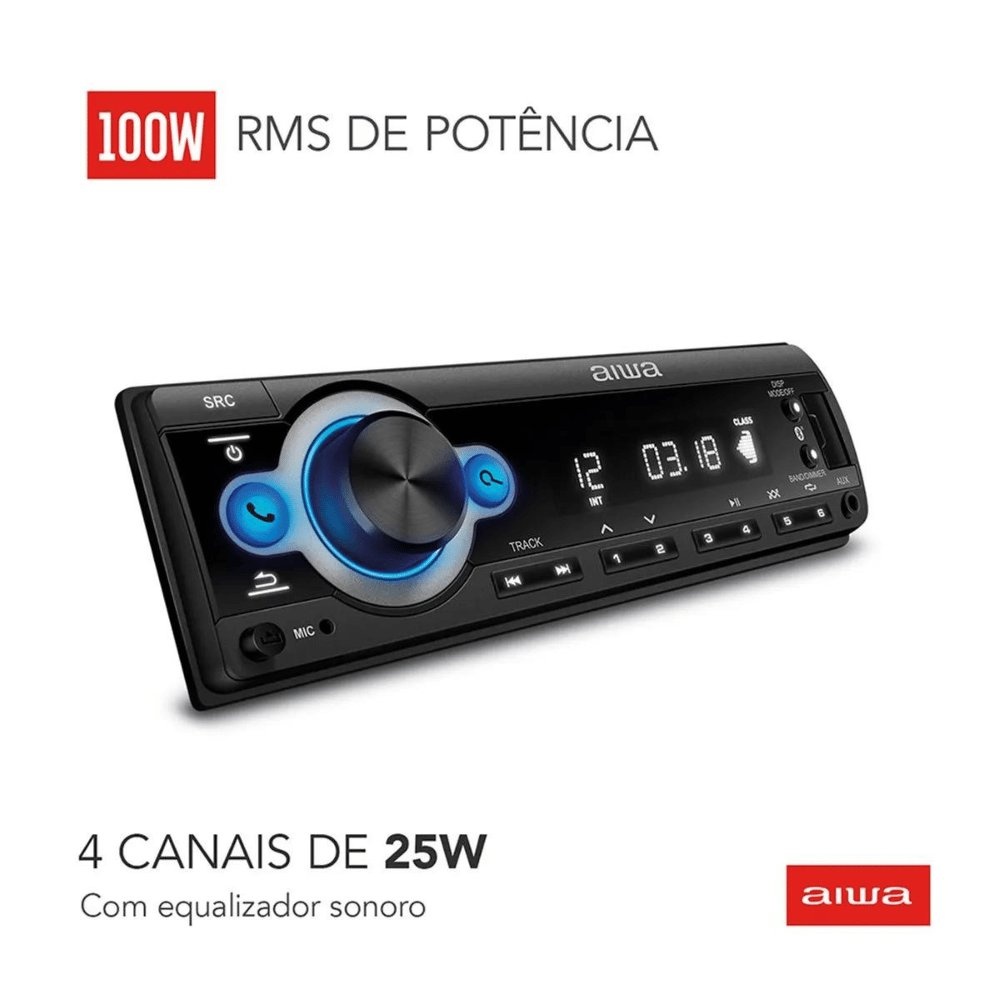 100W RMS DE POTÊNCIA
aiwa
SRC
DISP
MODE/OFF
CLASS
12 03.18
INT
BAND/DIMMER
AUX
TRACK
1 2 3 4 5 6
MIC
4 CANAIS DE 25W
Com equalizador sonoro
aiwa